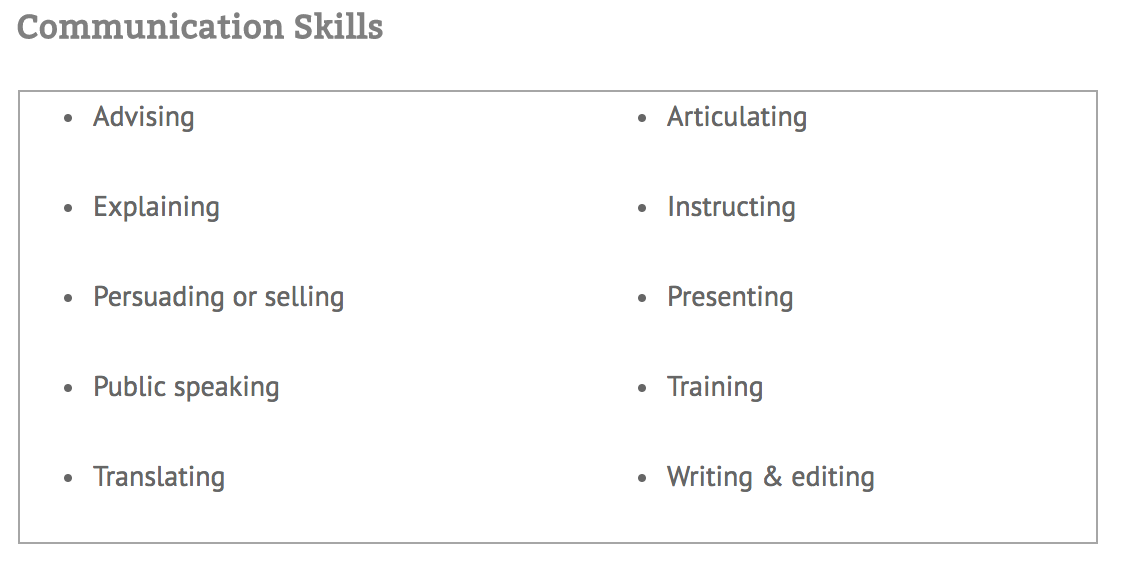 Communication Skills
• Advising
• Articulating
• Explaining
• Instructing
• Persuading or selling
• Presenting
• Public speaking
• Training
• Translating
• Writing & editing